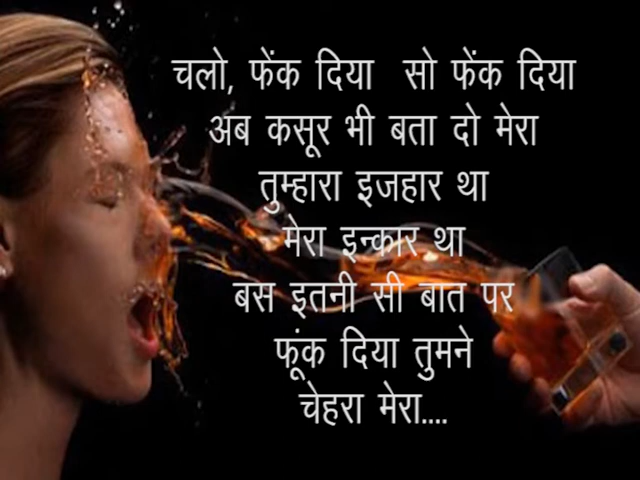 चलो, फेंक दिया  सो फेंक दिया
अब कसूर भी बता दो मेरा
तुम्हारा इजहार था
मेरा इन्कार था
बस इतनी सी बात पर
फूंक दिया तुमने
चेहरा मेरा....